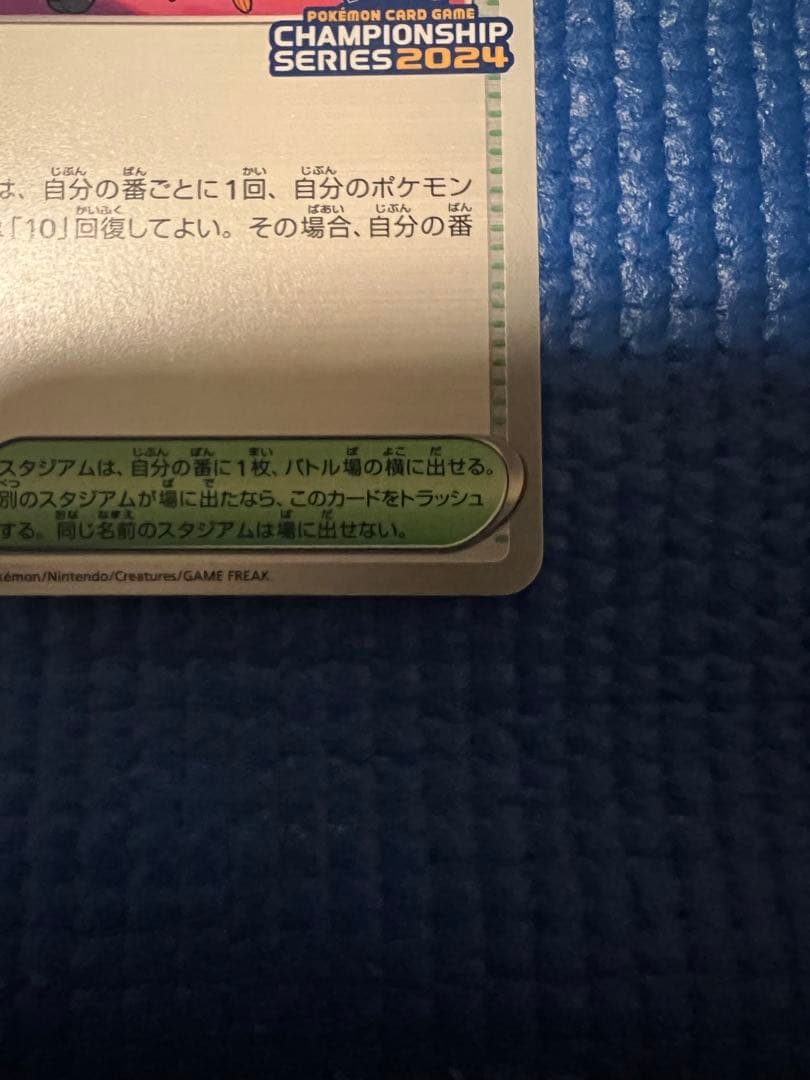 POKÉMON CARD GAME
CHAMPIONSHIP
SERIES 2024
は、自分の番ごとに1回、自分のポケモン
「10」回復してよい。その場合、自分の番
スタジアムは、自分の番に1枚、バトル場の横に出せる。
別のスタジアムが場に出たなら、このカードをトラッシュ
する。同じ名前のスタジアムは場に出せない。
kémon/Nintendo/Creatures/GAME FREAK